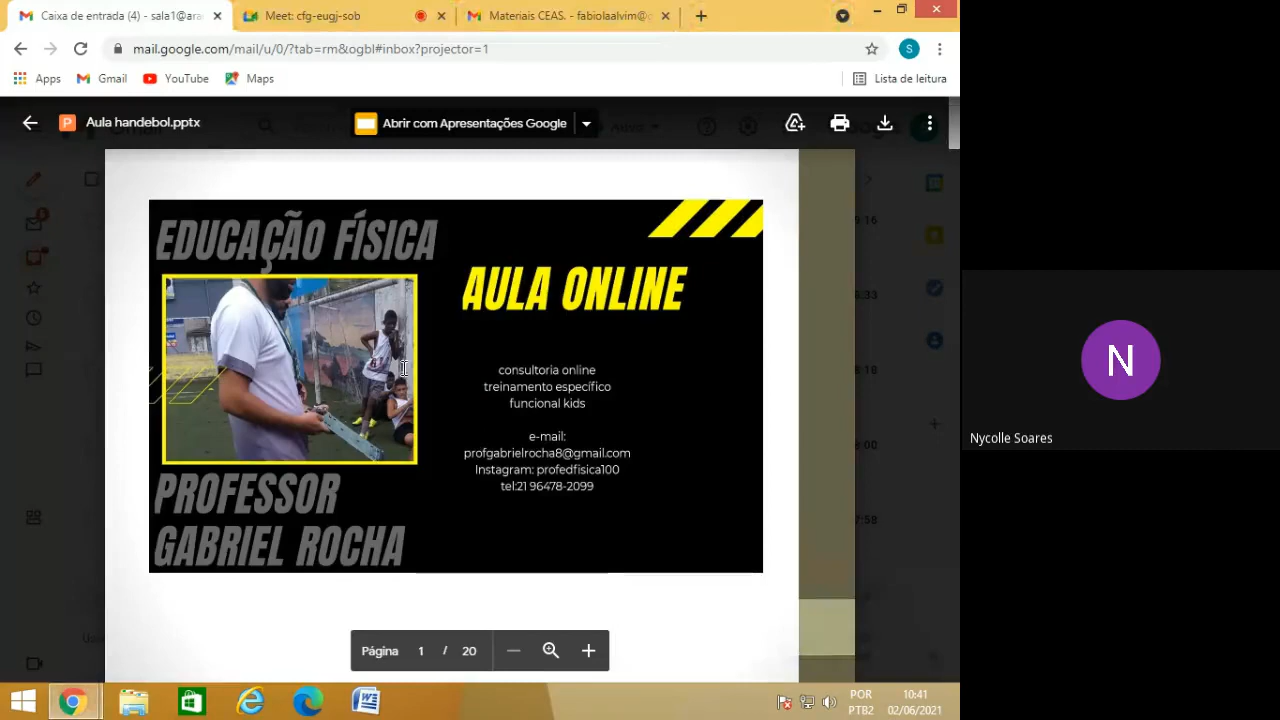 Caixa de entrada (4) - sala1@ara
Meet: cfg-eugj-sob
Materiais CEAS. - fabiolaalvim@
mail.google.com/mail/u/0/?tab=rm&ogbl#inbox?projector=1
S
Apps
Gmail
YouTube
Maps
Lista de leitura
P
Aula handebol.pptx
Abrir com Apresentações Google
EDUCAÇÃO FÍSICA
AULA ONLINE
consultoria online
treinamento específico
funcional kids
e-mail:
profgabrielrocha8@gmail.com
Instagram: profedfisica100
tel:21 96478-2099
PROFESSOR
GABRIEL ROCHA
Página 1 / 20
N
Nycolle Soares
POR
PTB2
10:41
02/06/2021